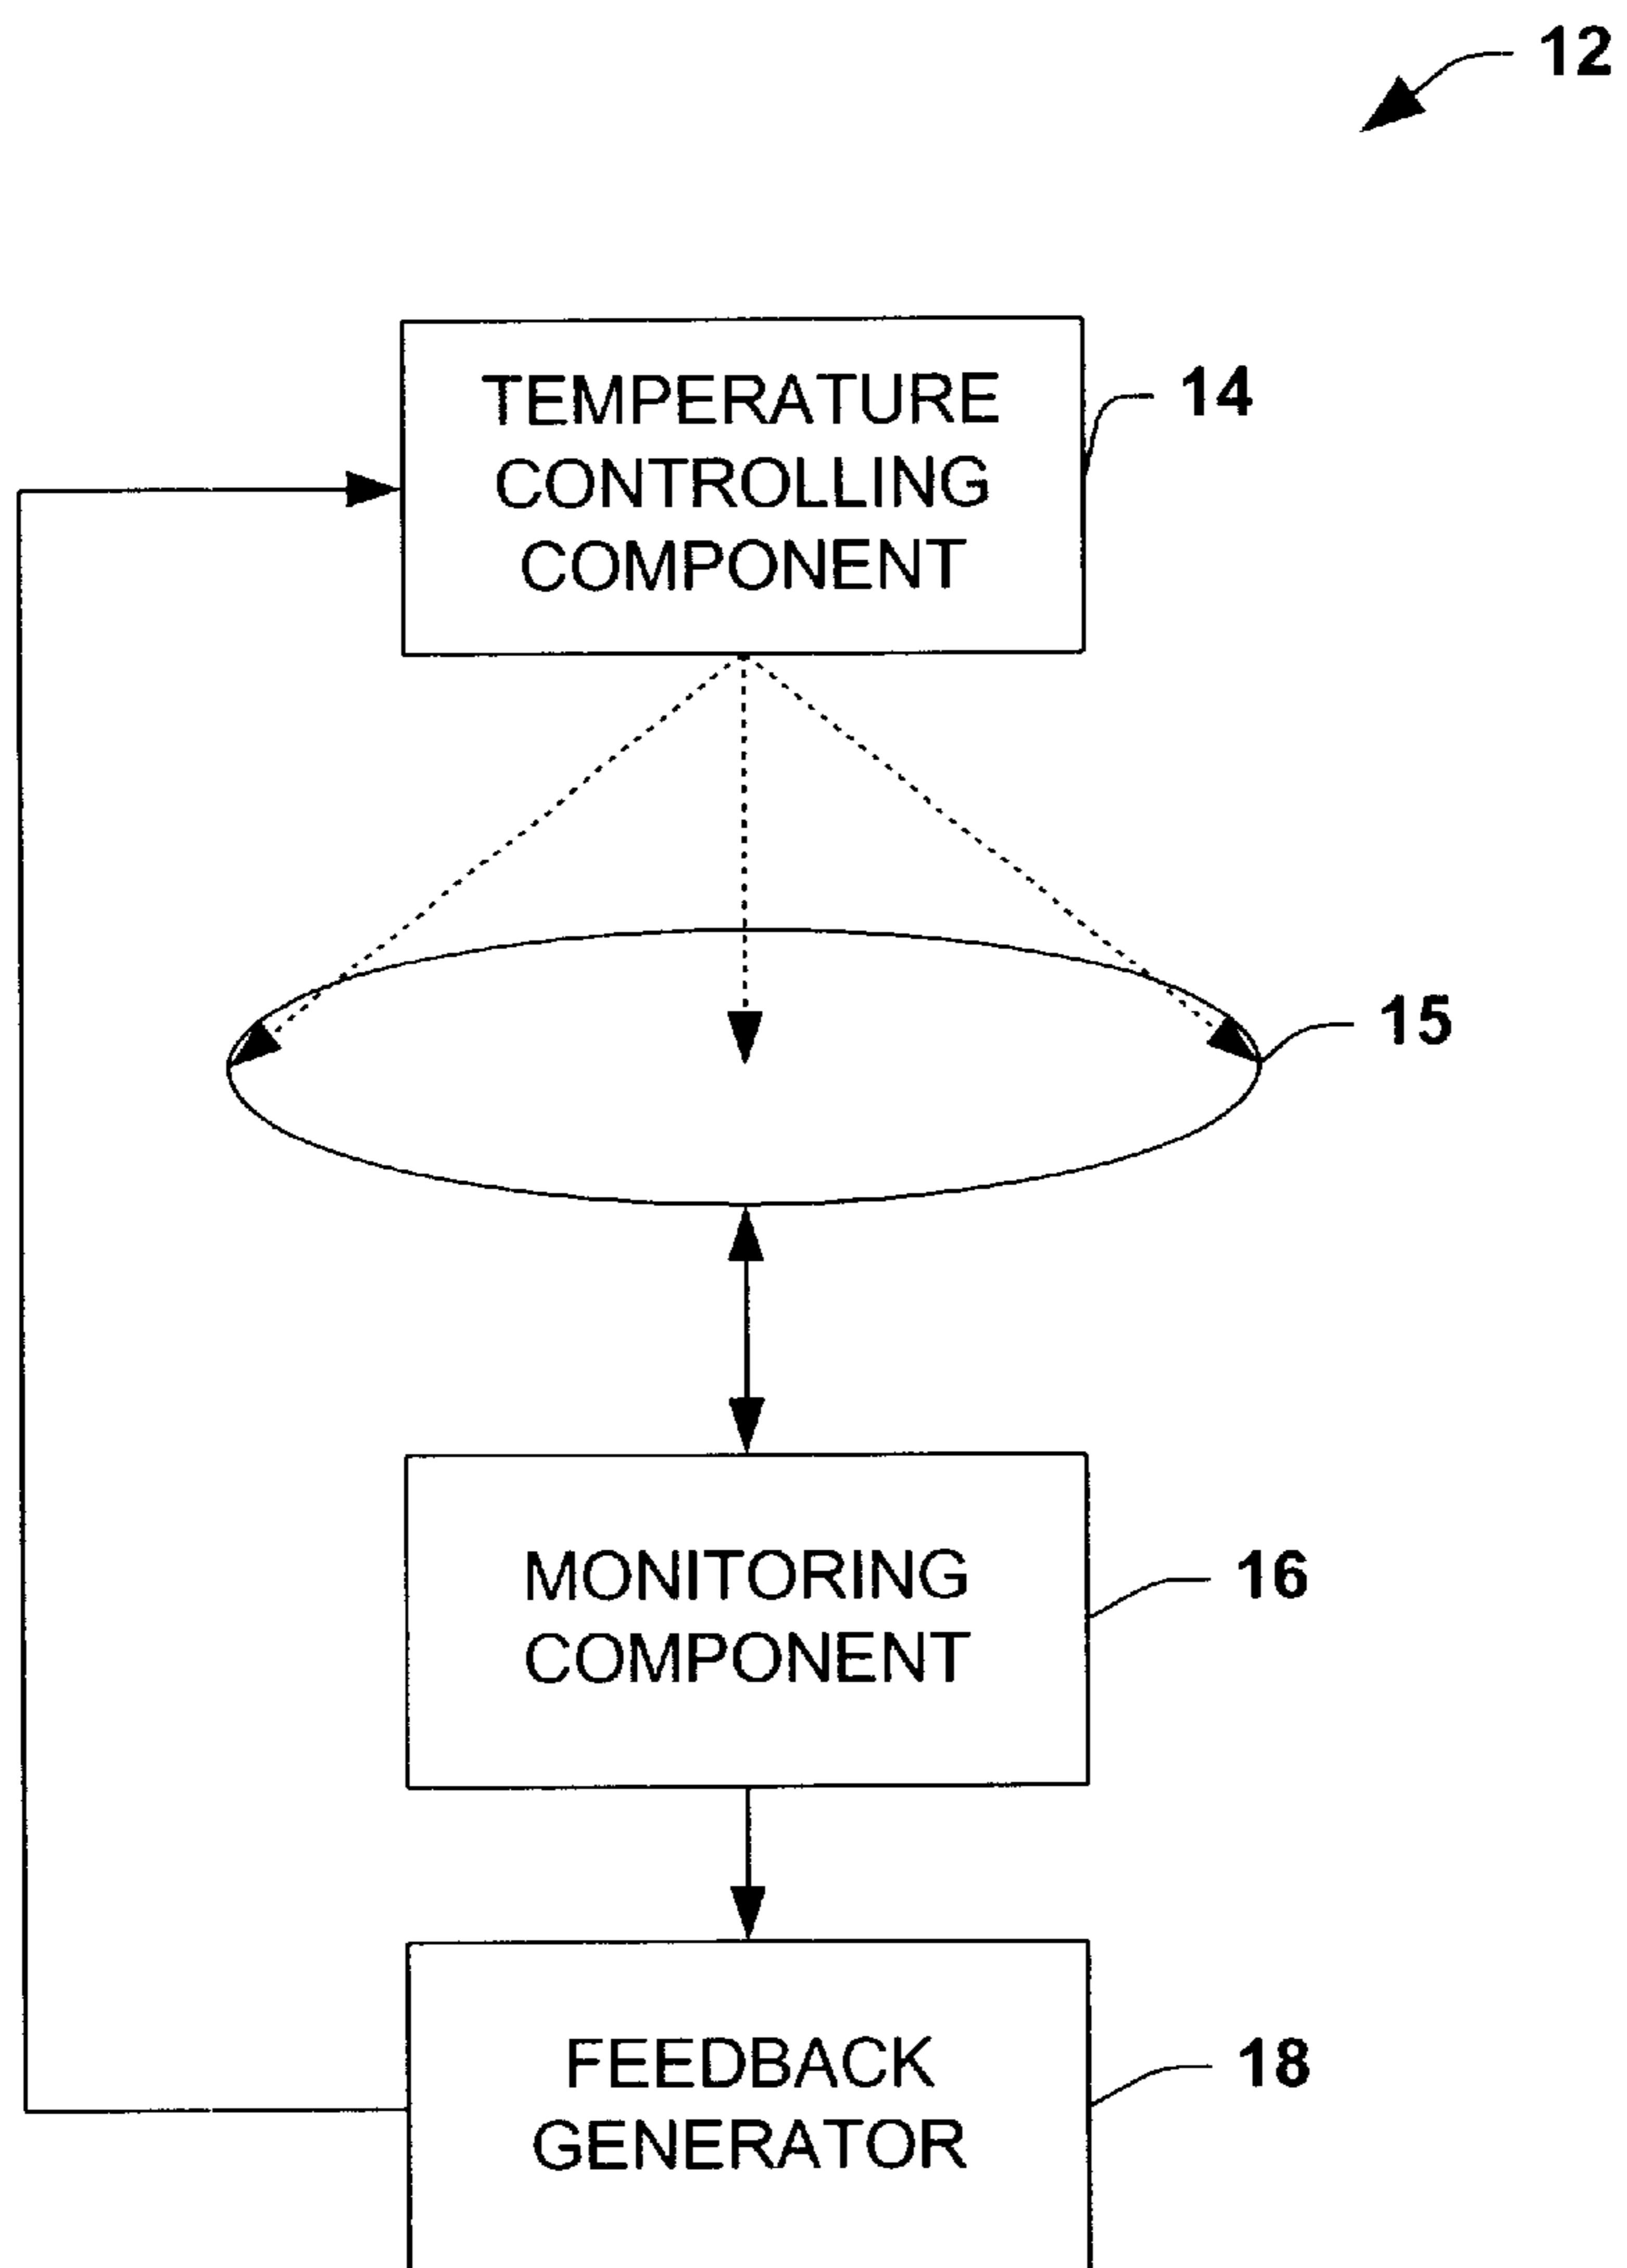 12
TEMPERATURE
CONTROLLING
COMPONENT
14
15
MONITORING
COMPONENT
16
FEEDBACK
GENERATOR
18